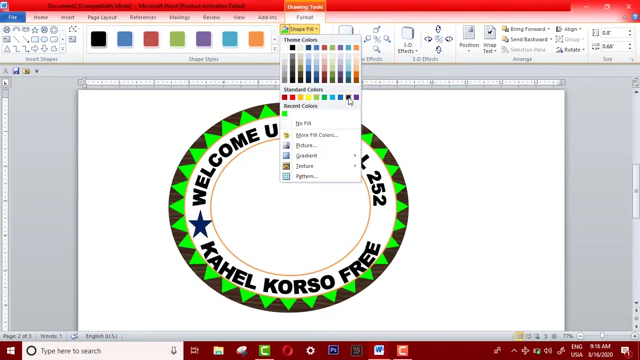 Document1 [Compatibility Mode] - Microsoft Word (Product Activation Failed)
Drawing Tools
File
Home
Insert
Page Layout
References
Mailings
Review
View
Add-Ins
Format
Shape Fill
Theme Colors
Standard Colors
Recent Colors
No Fill
More Fill Colors...
Picture...
Gradient
Texture
Pattern...
Insert Shapes
Shape Styles
3-D Effects
3-D Effects
Position
Wrap Text
Bring Forward
Send Backward
Selection Pane
Arrange
Size
0.8"
0.68"
WELCOME U
L 252
KAHEL KORSO FREE
Page: 2 of 3
Words: 1
English (U.S.)
77%
Type here to search
ENG
USIA
9:16 AM
8/16/2020